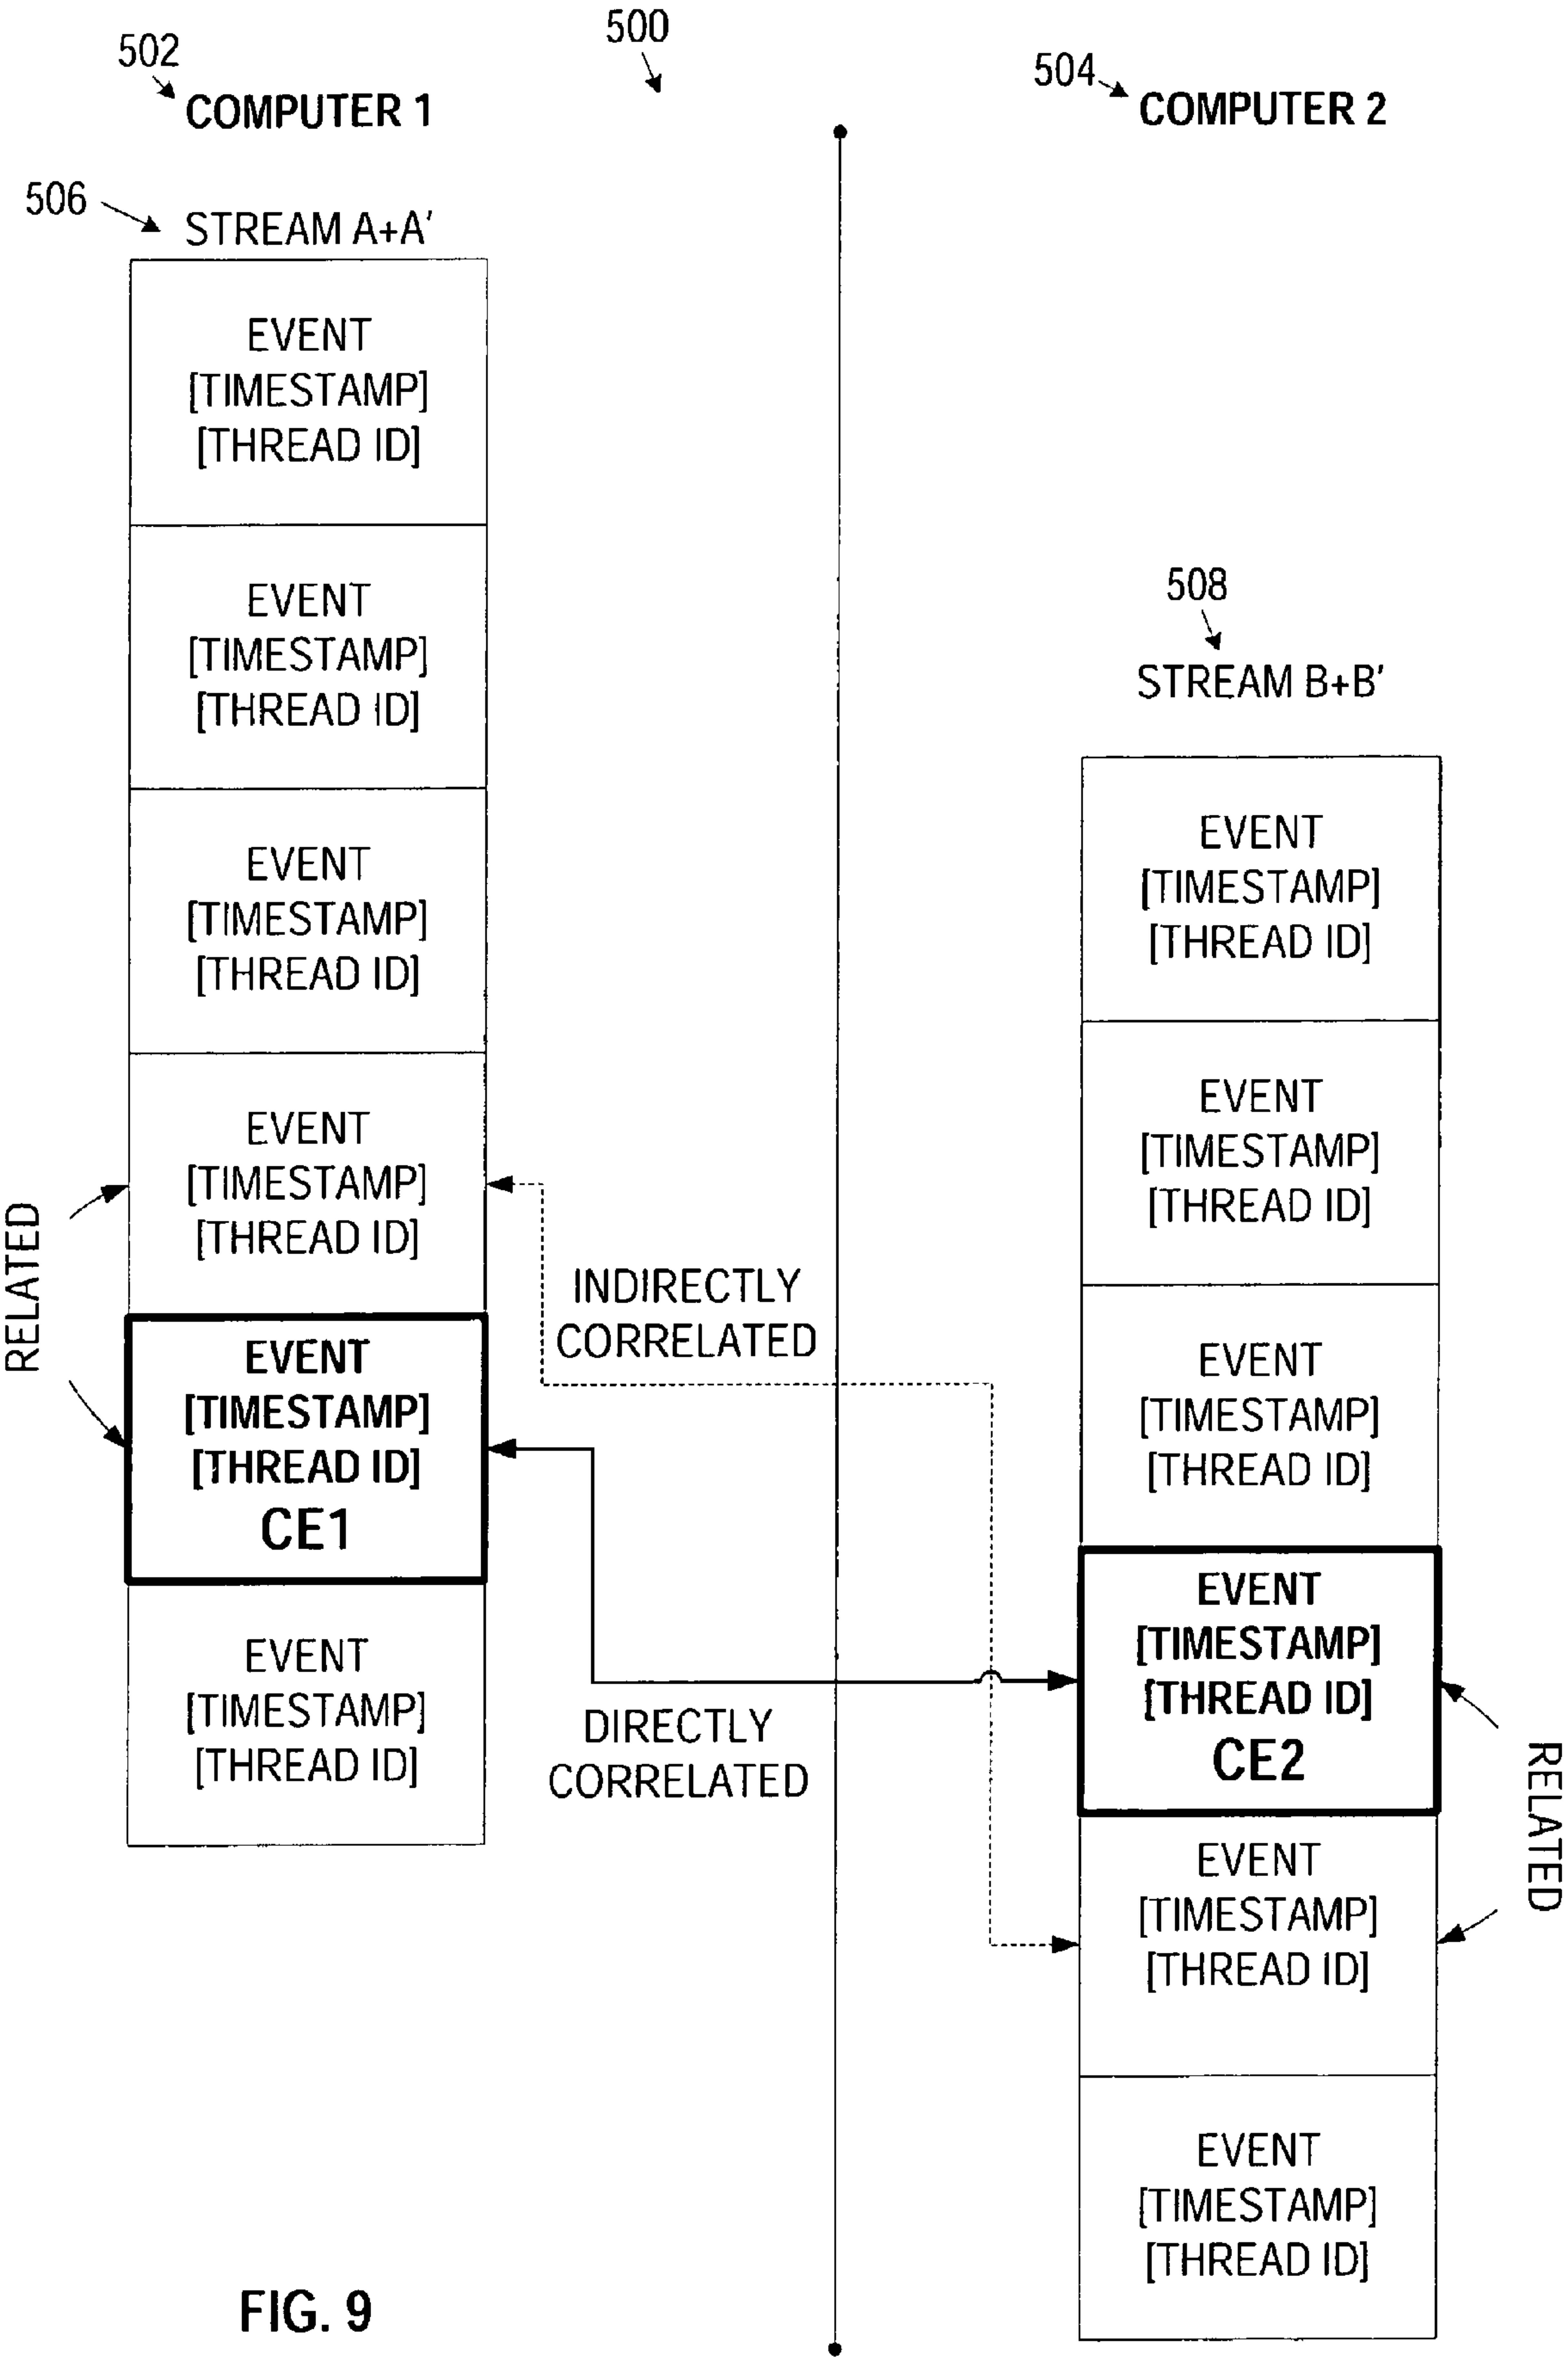 500
502
COMPUTER 1
504
COMPUTER 2
506
STREAM A+A'
EVENT
[TIMESTAMP]
[THREAD ID]
EVENT
[TIMESTAMP]
[THREAD ID]
EVENT
[TIMESTAMP]
[THREAD ID]
EVENT
[TIMESTAMP]
[THREAD ID]
RELATED
EVENT
[TIMESTAMP]
[THREAD ID]
CE1
EVENT
[TIMESTAMP]
[THREAD ID]
INDIRECTLY
CORRELATED
DIRECTLY
CORRELATED
508
STREAM B+B'
EVENT
[TIMESTAMP]
[THREAD ID]
EVENT
[TIMESTAMP]
[THREAD ID]
EVENT
[TIMESTAMP]
[THREAD ID]
EVENT
[TIMESTAMP]
[THREAD ID]
CE2
RELATED
EVENT
[TIMESTAMP]
[THREAD ID]
EVENT
[TIMESTAMP]
[THREAD ID]
FIG. 9